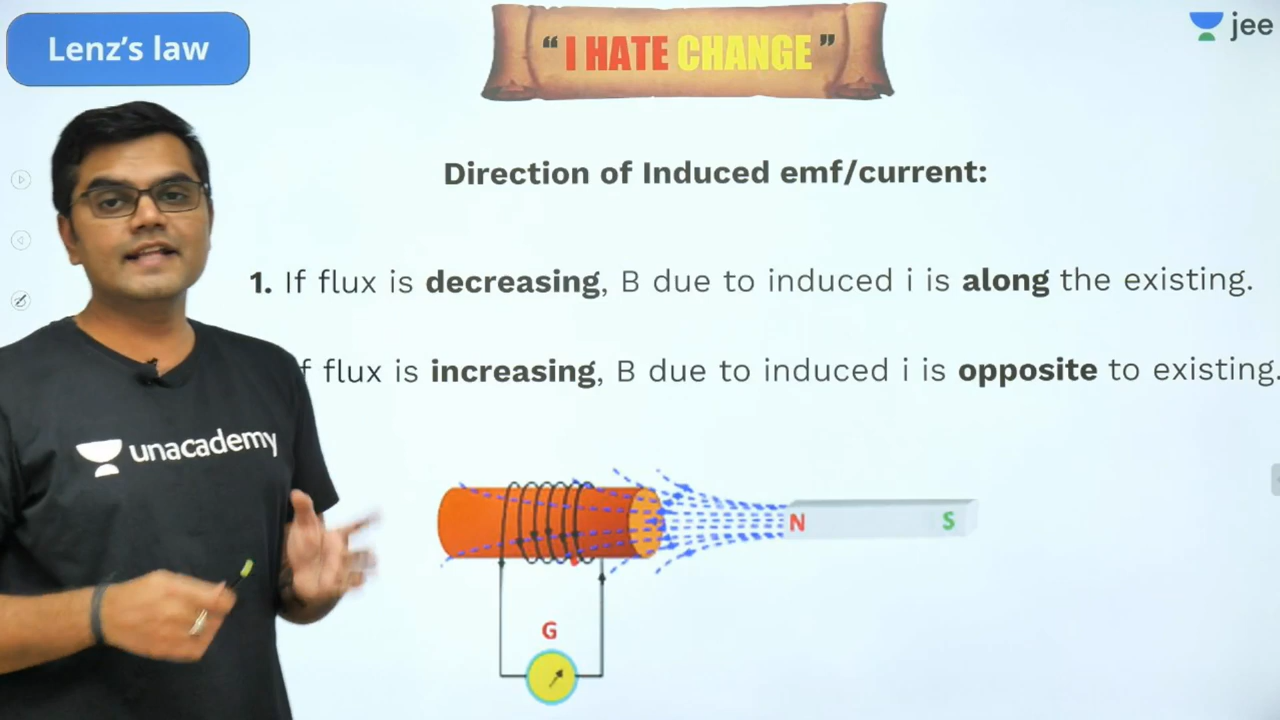 Lenz's law
“ I HATE CHANGE ”
jee
Direction of Induced emf/current:
1. If flux is decreasing, B due to induced i is along the existing.
f flux is increasing, B due to induced i is opposite to existing.
unacademy
N
S
G